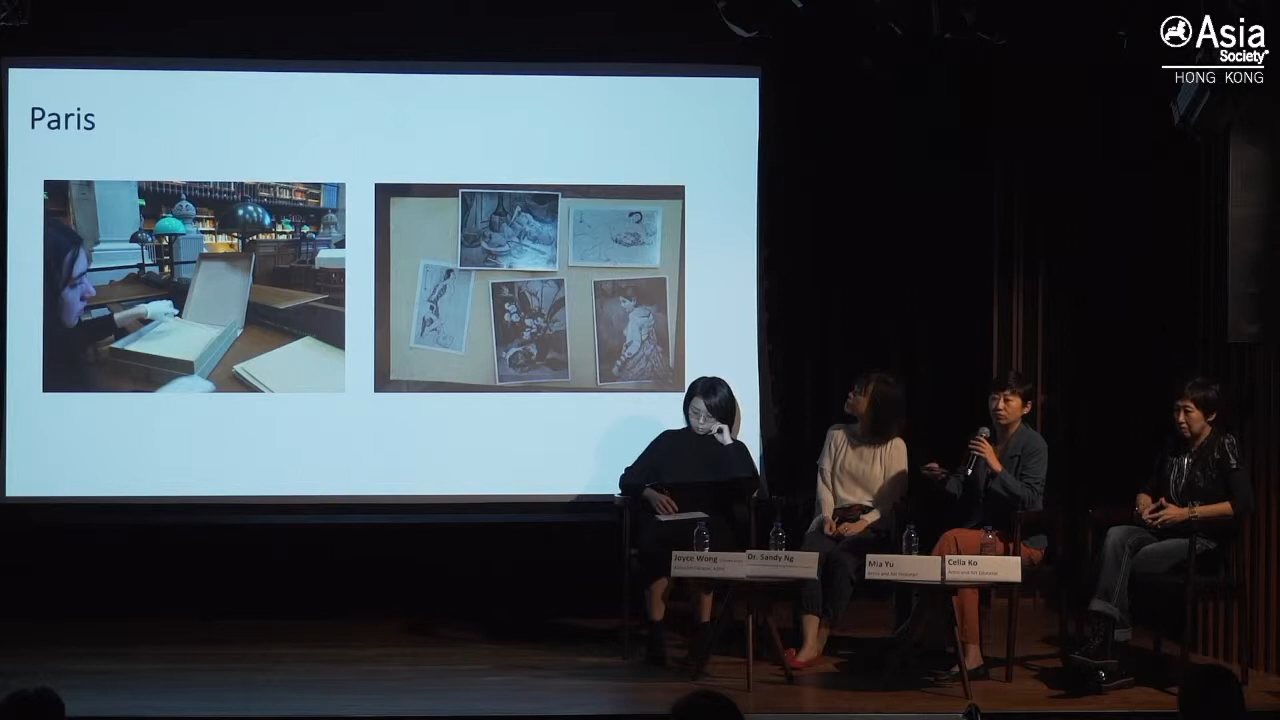 Asia
Society
HONG KONG
Paris
Joyce Wong
Dr. Sandy Ng
Mia Yu
Celia Ko